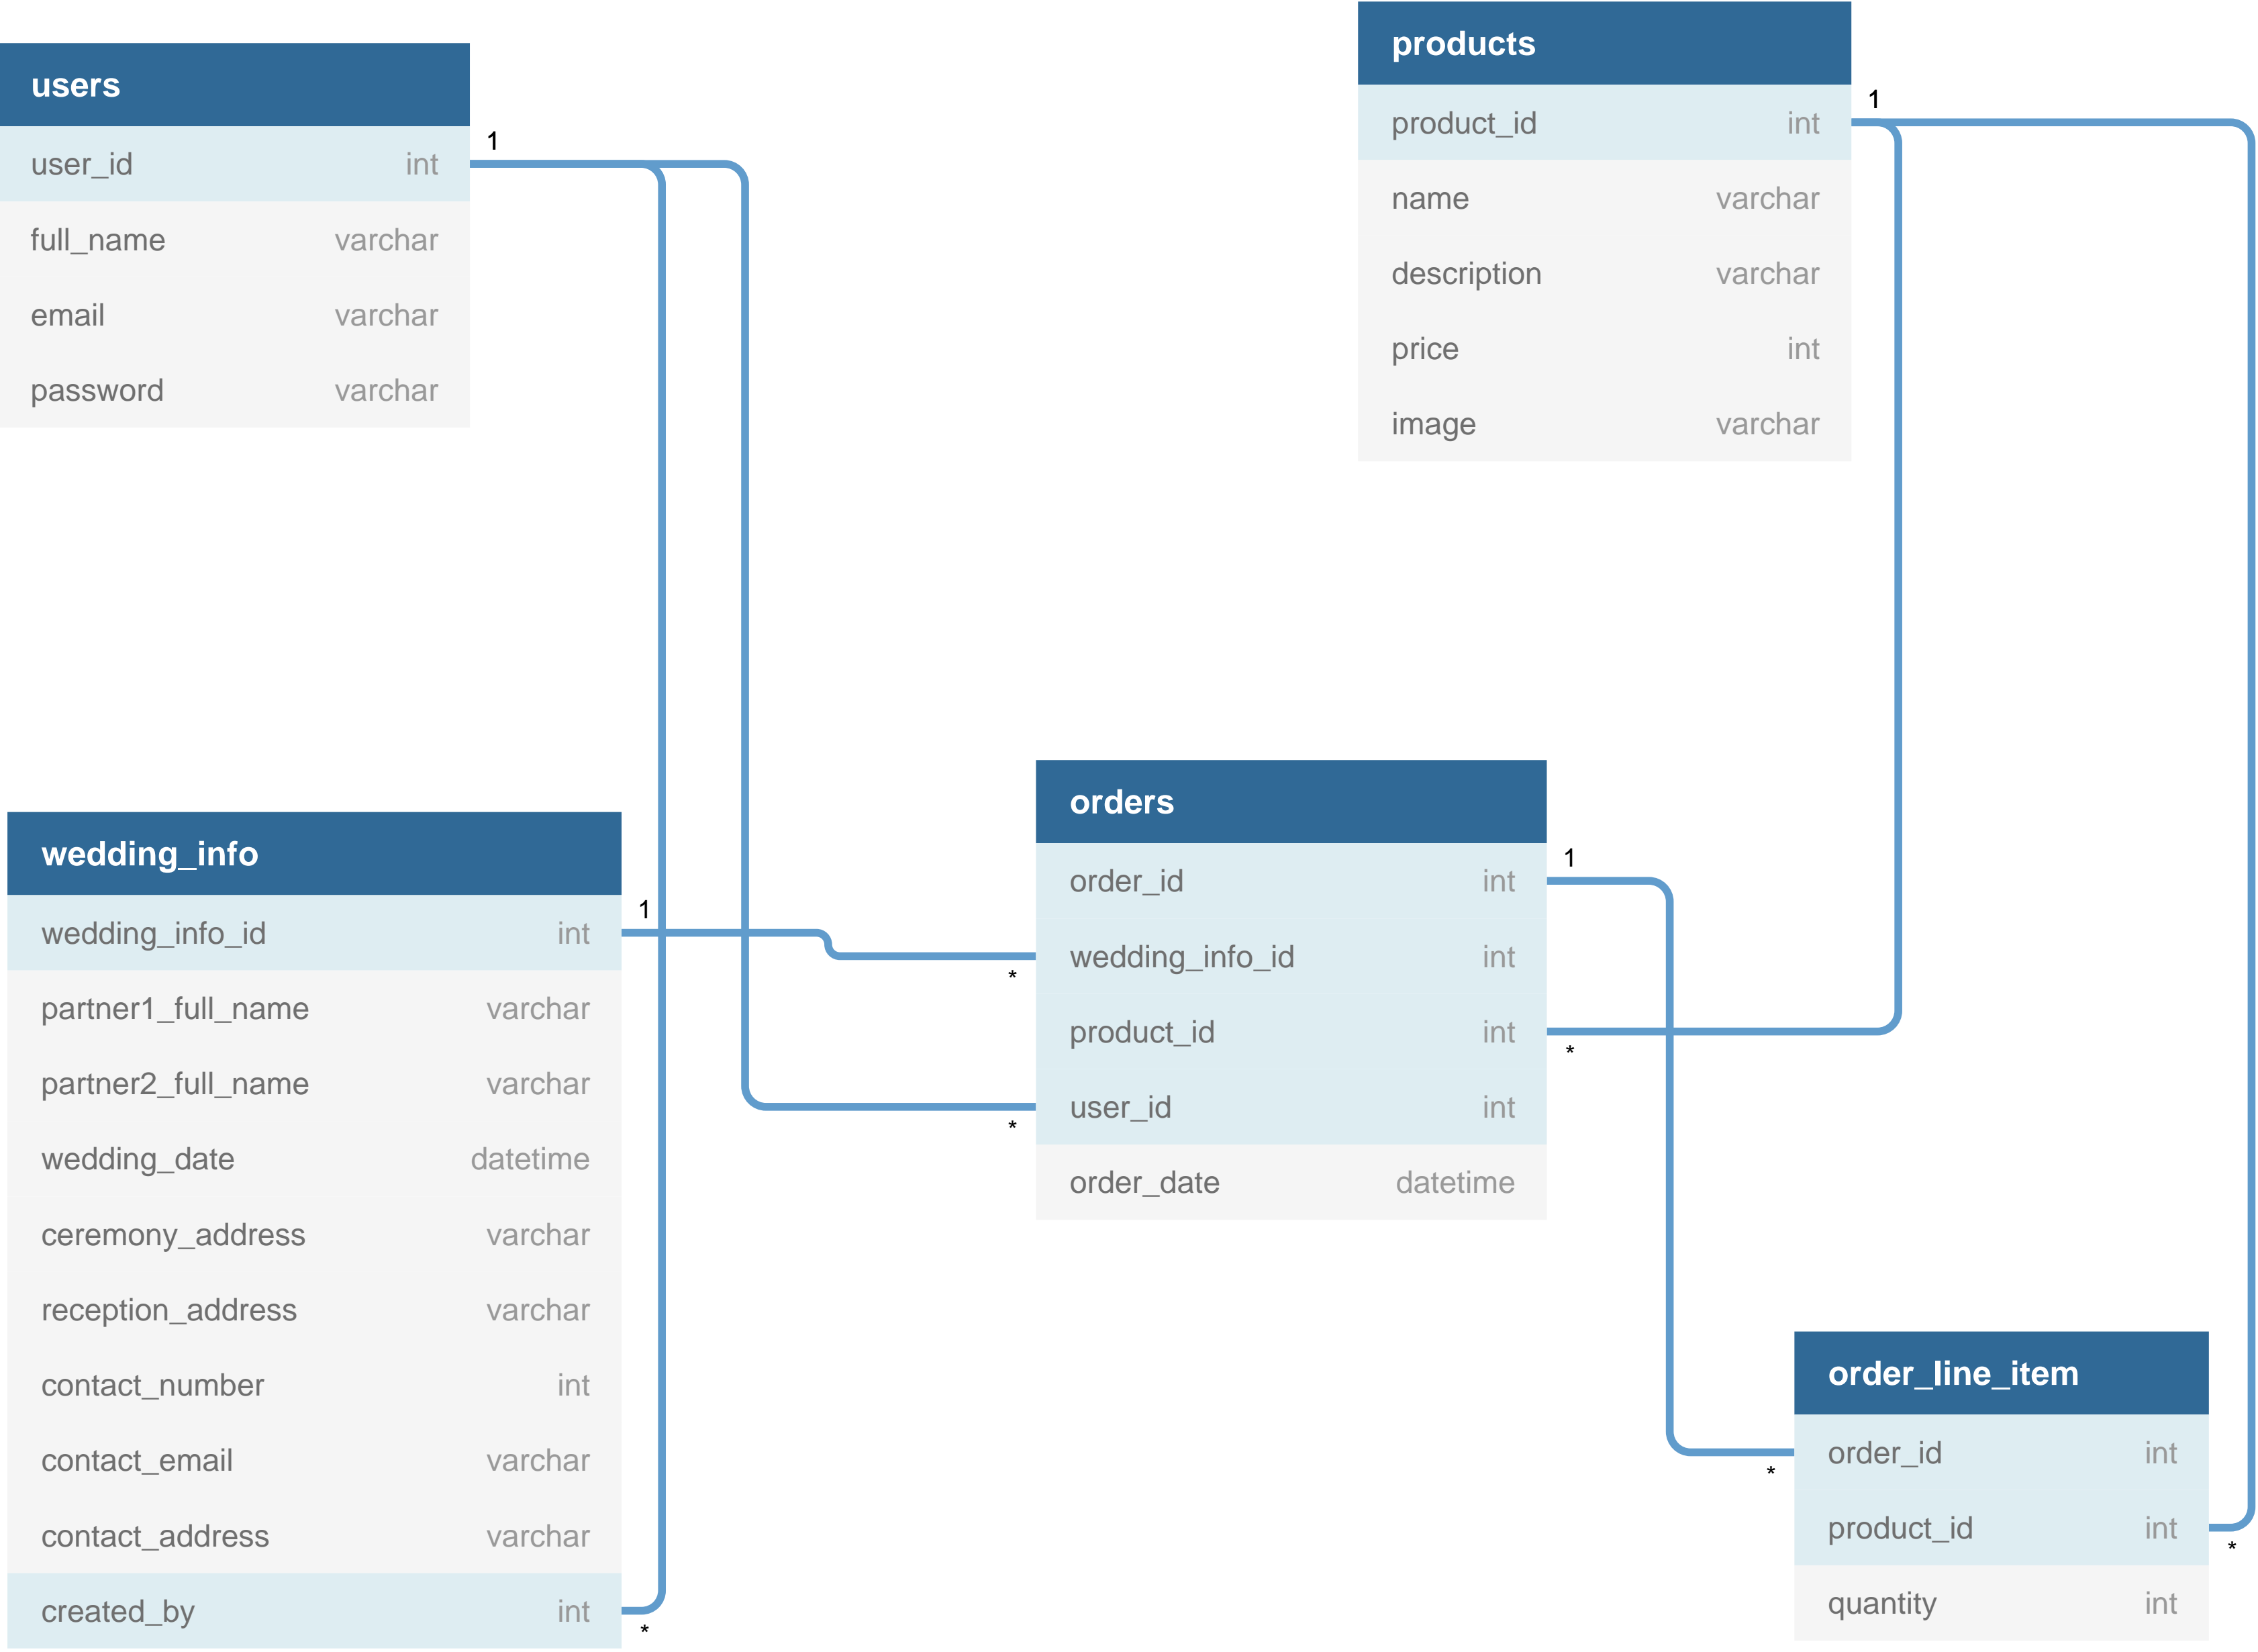 users
1
user_id int
full_name varchar
email varchar
password varchar
products
1
product_id int
name varchar
description varchar
price int
image varchar
wedding_info
1
wedding_info_id int
partner1_full_name varchar
partner2_full_name varchar
wedding_date datetime
ceremony_address varchar
reception_address varchar
contact_number int
contact_email varchar
contact_address varchar
created_by int
*
orders
1
order_id int
wedding_info_id int
*
product_id int
*
user_id int
*
order_date datetime
order_line_item
order_id int
*
product_id int
*
quantity int